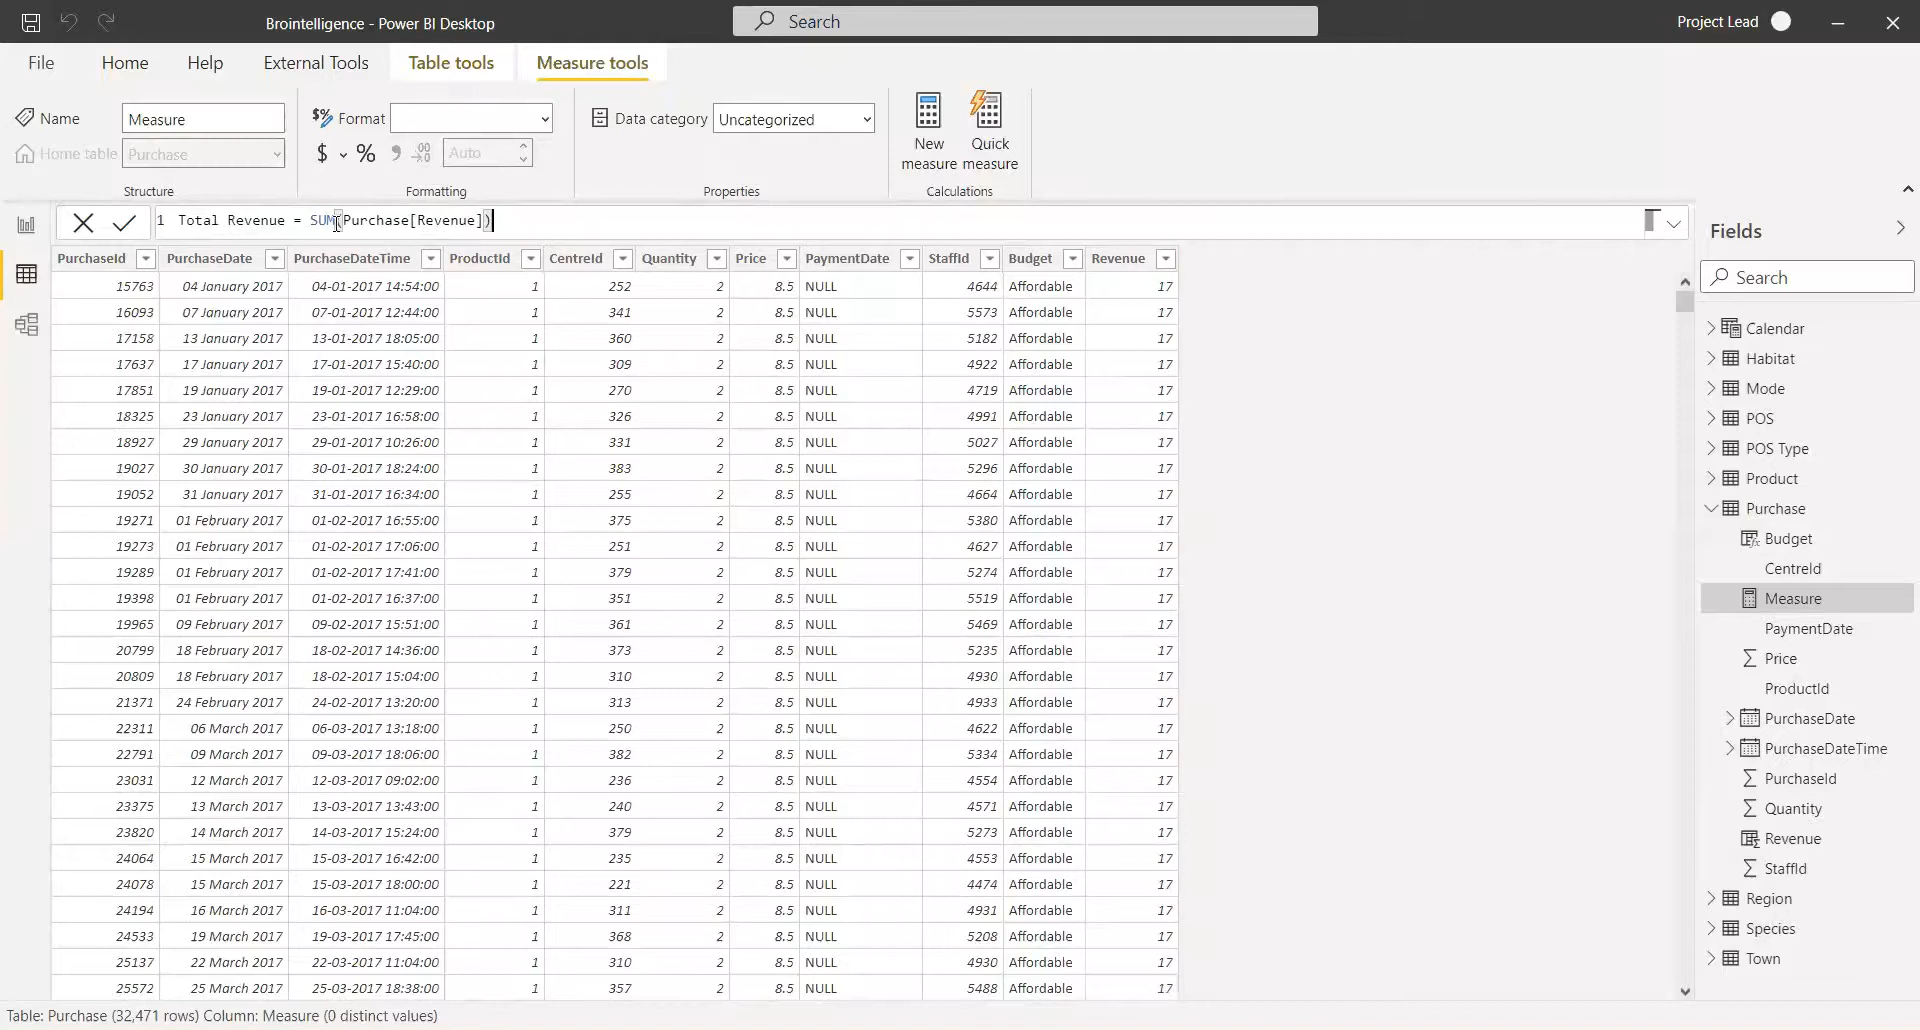 Brointelligence - Power BI Desktop
Search
Project Lead
File Home Help External Tools Table tools Measure tools
Name Measure
Home table Purchase
Structure
$% Format
$ % , .00 →.0 Auto
Formatting
Data category Uncategorized
Properties
New measure
Quick measure
Calculations
1 Total Revenue = SUM(Purchase[Revenue])
PurchaseId PurchaseDate PurchaseDateTime ProductId CentreId Quantity Price PaymentDate StaffId Budget Revenue
15763 04 January 2017 04-01-2017 14:54:00 1 252 2 8.5 NULL 4644 Affordable 17
16093 07 January 2017 07-01-2017 12:44:00 1 341 2 8.5 NULL 5573 Affordable 17
17158 13 January 2017 13-01-2017 18:05:00 1 360 2 8.5 NULL 5182 Affordable 17
17637 17 January 2017 17-01-2017 15:40:00 1 309 2 8.5 NULL 4922 Affordable 17
17851 19 January 2017 19-01-2017 12:29:00 1 270 2 8.5 NULL 4719 Affordable 17
18325 23 January 2017 23-01-2017 16:58:00 1 326 2 8.5 NULL 4991 Affordable 17
18927 29 January 2017 29-01-2017 10:26:00 1 331 2 8.5 NULL 5027 Affordable 17
19027 30 January 2017 30-01-2017 18:24:00 1 383 2 8.5 NULL 5296 Affordable 17
19052 31 January 2017 31-01-2017 16:34:00 1 255 2 8.5 NULL 4664 Affordable 17
19271 01 February 2017 01-02-2017 16:55:00 1 375 2 8.5 NULL 5380 Affordable 17
19273 01 February 2017 01-02-2017 17:06:00 1 251 2 8.5 NULL 4627 Affordable 17
19289 01 February 2017 01-02-2017 17:41:00 1 379 2 8.5 NULL 5274 Affordable 17
19398 01 February 2017 01-02-2017 16:37:00 1 351 2 8.5 NULL 5519 Affordable 17
19965 09 February 2017 09-02-2017 15:51:00 1 361 2 8.5 NULL 5469 Affordable 17
20799 18 February 2017 18-02-2017 14:36:00 1 373 2 8.5 NULL 5235 Affordable 17
20809 18 February 2017 18-02-2017 15:04:00 1 310 2 8.5 NULL 4930 Affordable 17
21371 24 February 2017 24-02-2017 13:20:00 1 313 2 8.5 NULL 4933 Affordable 17
22311 06 March 2017 06-03-2017 13:18:00 1 250 2 8.5 NULL 4622 Affordable 17
22791 09 March 2017 09-03-2017 18:06:00 1 382 2 8.5 NULL 5334 Affordable 17
23031 12 March 2017 12-03-2017 09:02:00 1 236 2 8.5 NULL 4554 Affordable 17
23375 13 March 2017 13-03-2017 13:43:00 1 240 2 8.5 NULL 4571 Affordable 17
23820 14 March 2017 14-03-2017 15:24:00 1 379 2 8.5 NULL 5273 Affordable 17
24064 15 March 2017 15-03-2017 16:42:00 1 235 2 8.5 NULL 4553 Affordable 17
24078 15 March 2017 15-03-2017 18:00:00 1 221 2 8.5 NULL 4474 Affordable 17
24194 16 March 2017 16-03-2017 11:04:00 1 311 2 8.5 NULL 4931 Affordable 17
24533 19 March 2017 19-03-2017 17:45:00 1 368 2 8.5 NULL 5208 Affordable 17
25137 22 March 2017 22-03-2017 11:04:00 1 310 2 8.5 NULL 4930 Affordable 17
25572 25 March 2017 25-03-2017 18:38:00 1 357 2 8.5 NULL 5488 Affordable 17
Fields
Search
Calendar
Habitat
Mode
POS
POS Type
Product
Purchase
Budget
CentreId
Measure
PaymentDate
Price
ProductId
PurchaseDate
PurchaseDateTime
PurchaseId
Quantity
Revenue
StaffId
Region
Species
Town
Table: Purchase (32,471 rows) Column: Measure (0 distinct values)